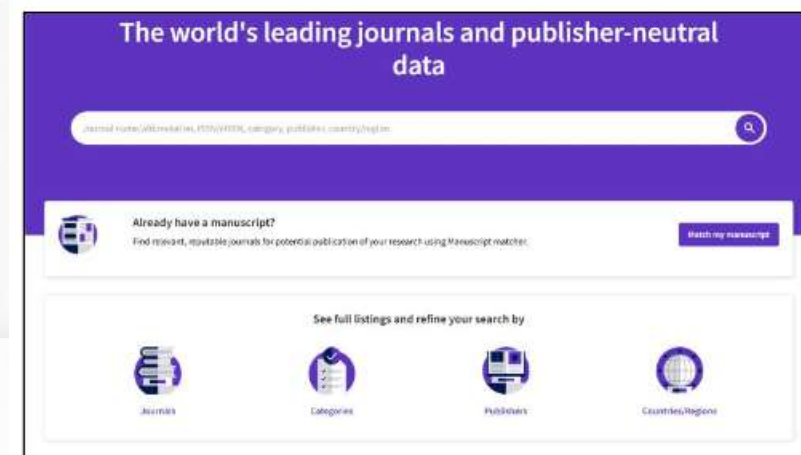 The world's leading journals and publisher-neutral
data
Journal name/abbreviation, ISSN/eISSN, category, publisher, country/region
Already have a manuscript?
Find relevant, reputable journals for potential publication of your research using Manuscript matcher.
Match my manuscript
See full listings and refine your search by
Journals
Categories
Publishers
Countries/Regions